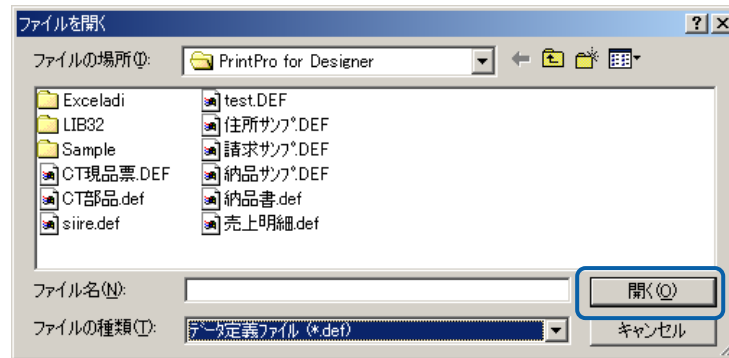 ファイルを開く
ファイルの場所(I):
PrintPro for Designer
Exceladi
LIB32
Sample
CT現品票.DEF
CT部品.def
siire.def
test.DEF
住所サンプ.DEF
請求サンプ.DEF
納品サンプ.DEF
納品書.def
売上明細.def
ファイル名(N):
開く(O)
ファイルの種類(T):
データ定義ファイル (*.def)
キャンセル